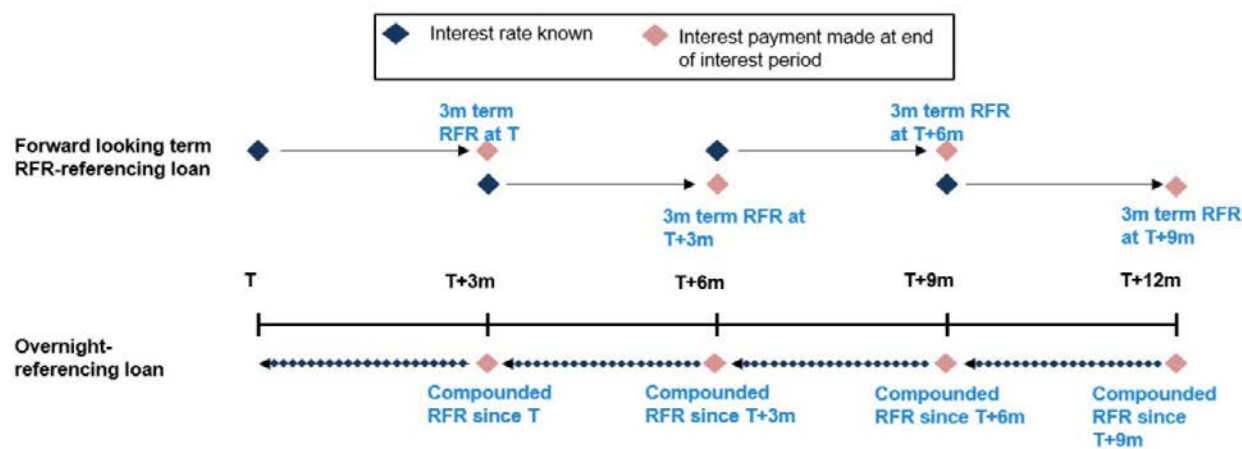 Interest rate known
Interest payment made at end
of interest period
3m term
RFR at T
3m term RFR
at T+6m
Forward looking term
RFR-referencing loan
3m term RFR at
T+3m
3m term RFR
at T+9m
T
T+3m
T+6m
T+9m
T+12m
Overnight-
referencing loan
Compounded
RFR since T
Compounded
RFR since T+3m
Compounded
RFR since T+6m
Compounded
RFR since
T+9m